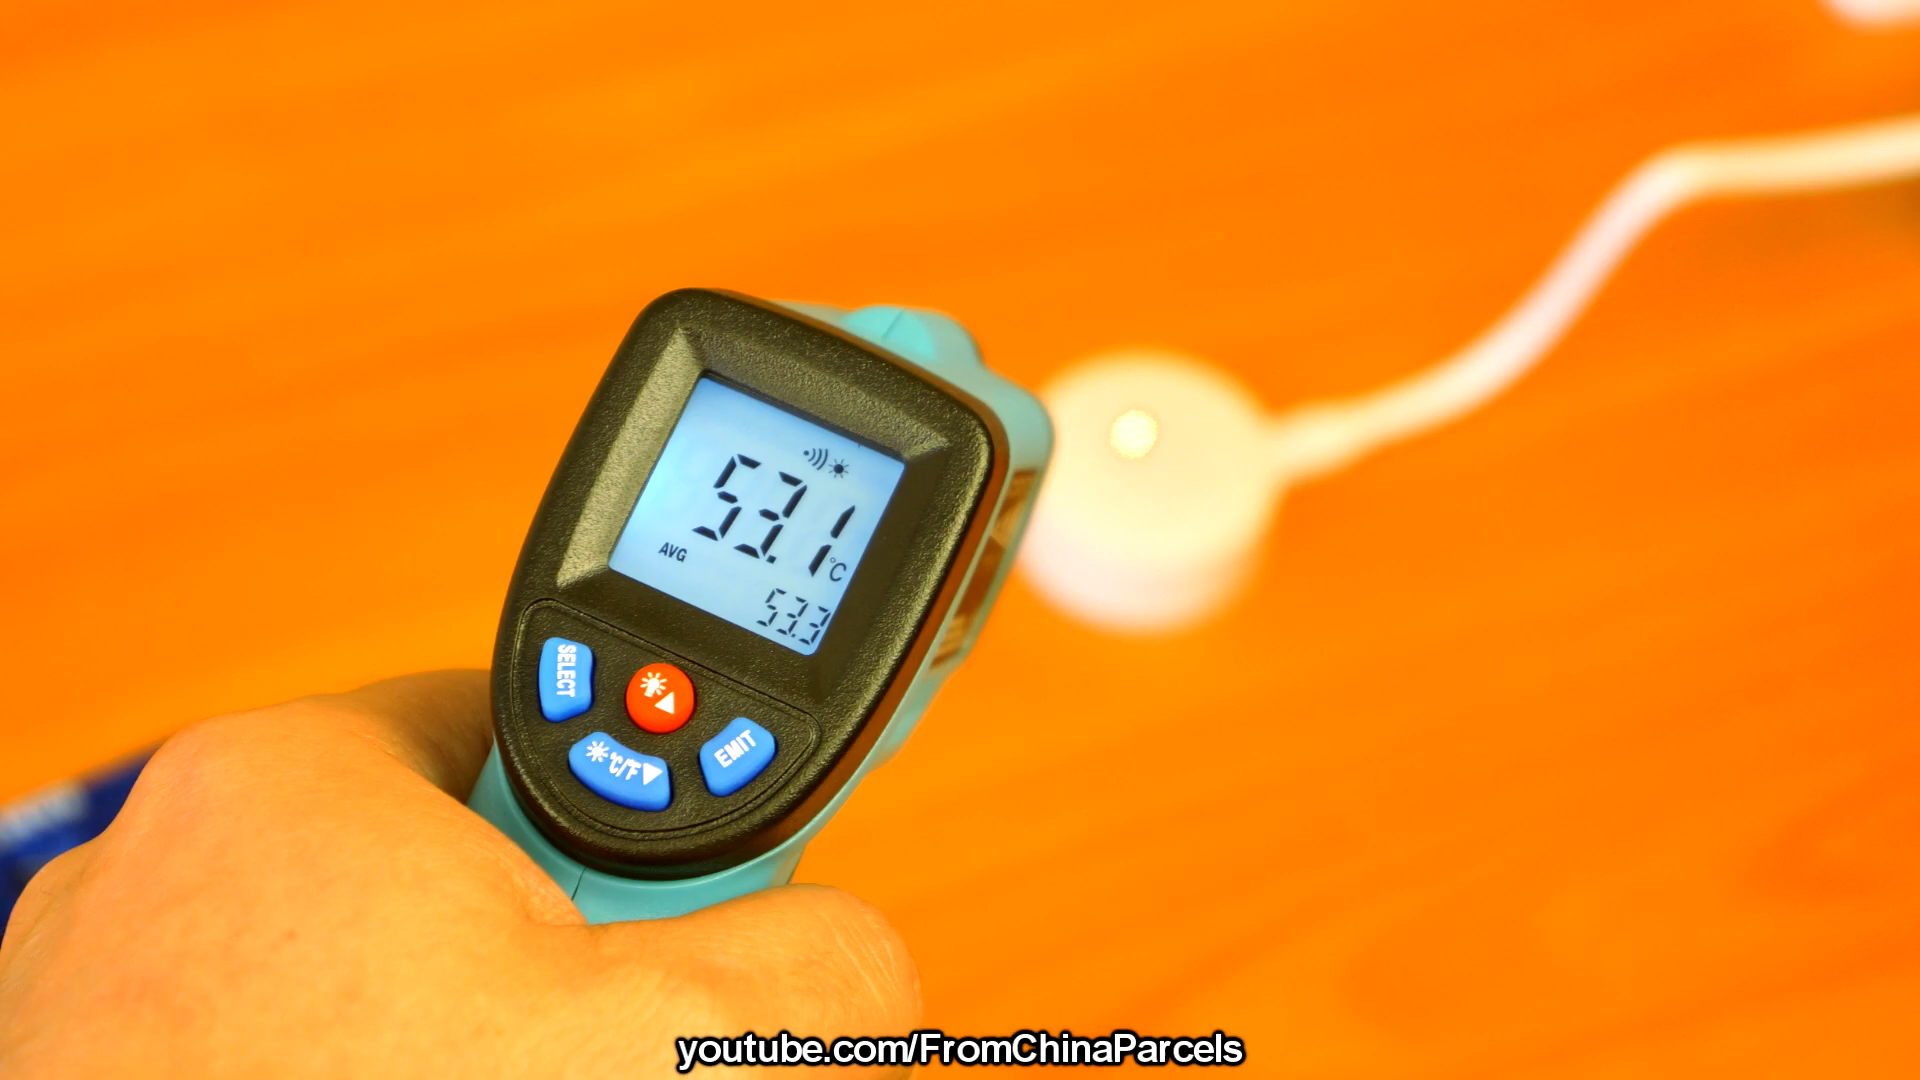 53.1
°C
AVG
53.3
SELECT
°C/°F
EMIT
youtube.com/FromChinaParcels